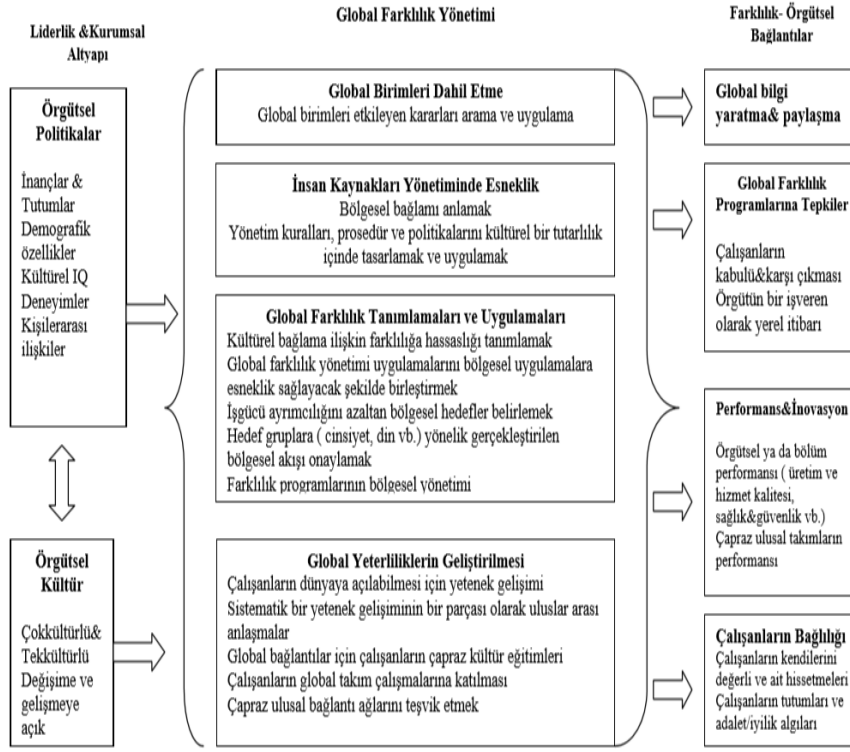 Liderlik &Kurumsal
Altyapı
Örgütsel
Politikalar
İnançlar &
Tutumlar
Demografik
özellikler
Kültürel IQ
Deneyimler
Kişilerarası
ilişkiler
Örgütsel
Kültür
Çokkültürlü&
Tekkültürlü
Değişime ve
gelişmeye
açık
Global Farklılık Yönetimi
Global Birimleri Dahil Etme
Global birimleri etkileyen kararları arama ve uygulama
İnsan Kaynakları Yönetiminde Esneklik
Bölgesel bağlamı anlamak
Yönetim kuralları, prosedür ve politikalarını kültürel bir tutarlılık
içinde tasarlamak ve uygulamak
Global Farklılık Tanımlamaları ve Uygulamaları
Kültürel bağlama ilişkin farklılığa hassaslığı tanımlamak
Global farklılık yönetimi uygulamalarını bölgesel uygulamalara
esneklik sağlayacak şekilde birleştirmek
İşgücü ayrımcılığını azaltan bölgesel hedefler belirlemek
Hedef gruplara ( cinsiyet, din vb.) yönelik gerçekleştirilen
bölgesel akışı onaylamak
Farklılık programlarının bölgesel yönetimi
Global Yeterliliklerin Geliştirilmesi
Çalışanların dünyaya açılabilmesi için yetenek gelişimi
Sistematik bir yetenek gelişiminin bir parçası olarak uluslar arası
anlaşmalar
Global bağlantılar için çalışanların çapraz kültür eğitimleri
Çalışanların global takım çalışmalarına katılması
Çapraz ulusal bağlantı ağlarını teşvik etmek
Farklılık- Örgütsel
Bağlantılar
Global bilgi
yaratma& paylaşma
Global Farklılık
Programlarına Tepkiler
Çalışanların
kabulü&karşı çıkması
Örgütün bir işveren
olarak yerel itibarı
Performans&İnovasyon
Örgütsel ya da bölüm
performansı ( üretim ve
hizmet kalitesi,
sağlık&güvenlik vb.)
Çapraz ulusal takımların
performansı
Çalışanların Bağlılığı
Çalışanların kendilerini
değerli ve ait hissetmeleri
Çalışanların tutumları ve
adalet/iyilik algıları